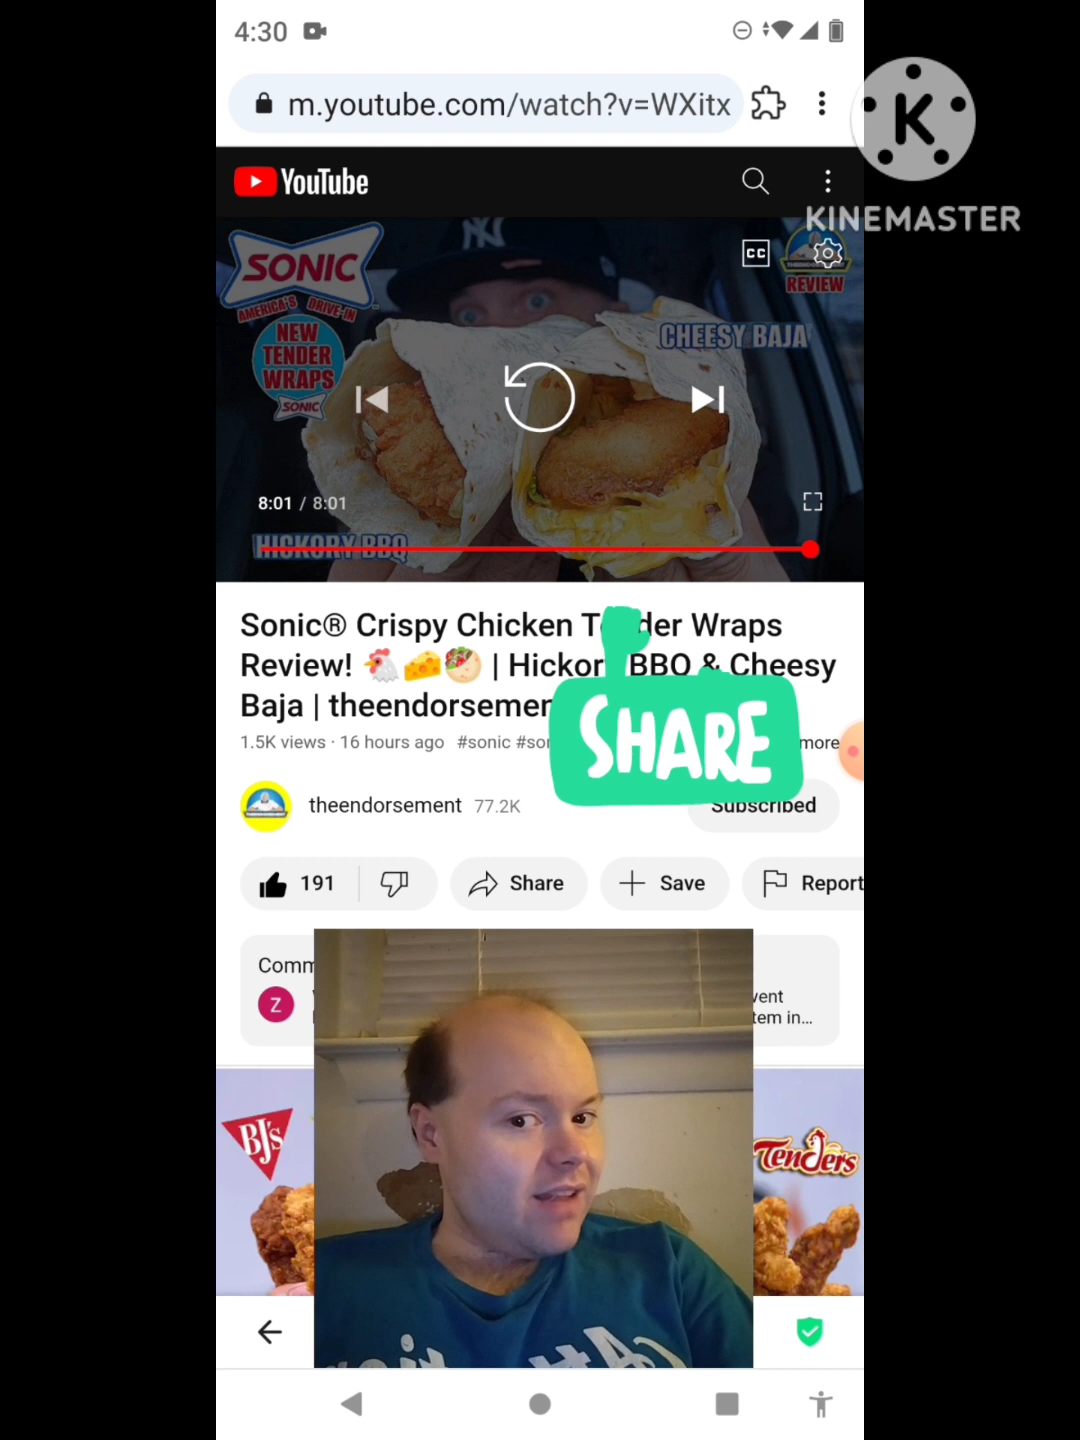 4:30
m.youtube.com/watch?v=WXitx
K
KINEMASTER
YouTube
NY
CC
SONIC
AMERICA'S DRIVE-IN
REVIEW
NEW
TENDER
WRAPS
SONIC
CHEESY BAJA
8:01 / 8:01
HICKORY BBQ
Sonic® Crispy Chicken T der Wraps
Review! 🐔🧀🥙 | Hickor BBQ & Cheesy
Baja | theendorsemen
SHARE
1.5K views · 16 hours ago #sonic #so more
theendorsement 77.2K
Subscribed
191
Share
Save
Report
Comm
Z
vent
tem in...
BJ's
Tenders